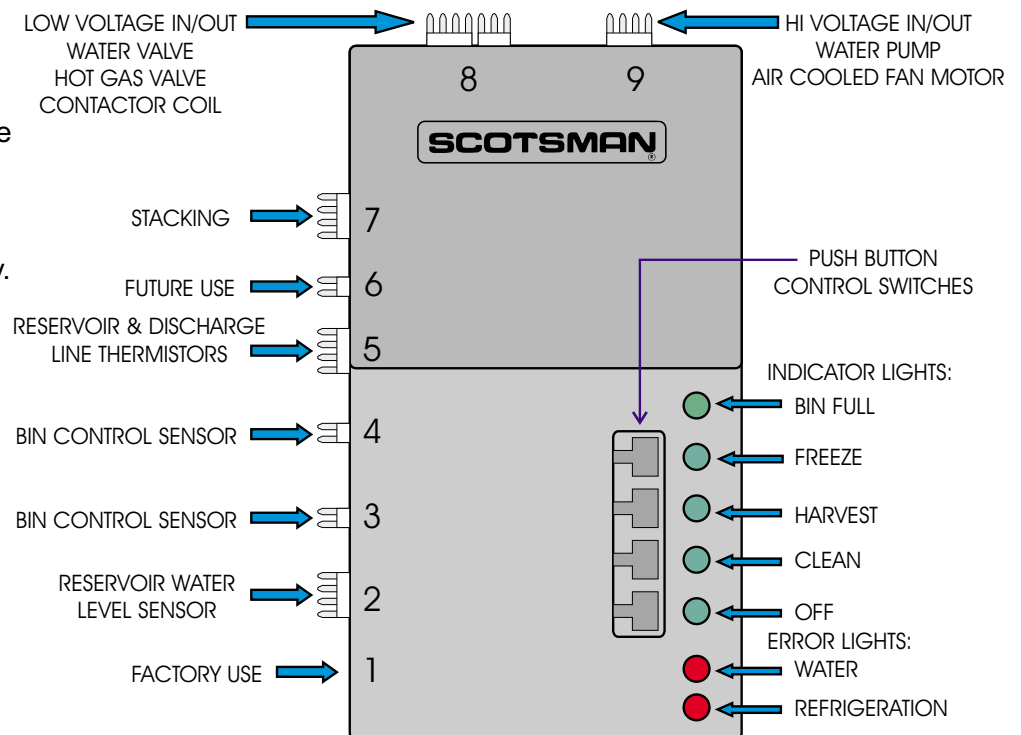 LOW VOLTAGE IN/OUT
WATER VALVE
HOT GAS VALVE
CONTACTOR COIL
HI VOLTAGE IN/OUT
WATER PUMP
AIR COOLED FAN MOTOR
8
9
e
SCOTSMAN®
STACKING
7
y.
FUTURE USE
6
PUSH BUTTON
CONTROL SWITCHES
RESERVOIR & DISCHARGE
LINE THERMISTORS
5
INDICATOR LIGHTS:
BIN FULL
BIN CONTROL SENSOR
4
FREEZE
BIN CONTROL SENSOR
3
HARVEST
CLEAN
RESERVOIR WATER
LEVEL SENSOR
2
OFF
ERROR LIGHTS:
WATER
FACTORY USE
1
REFRIGERATION